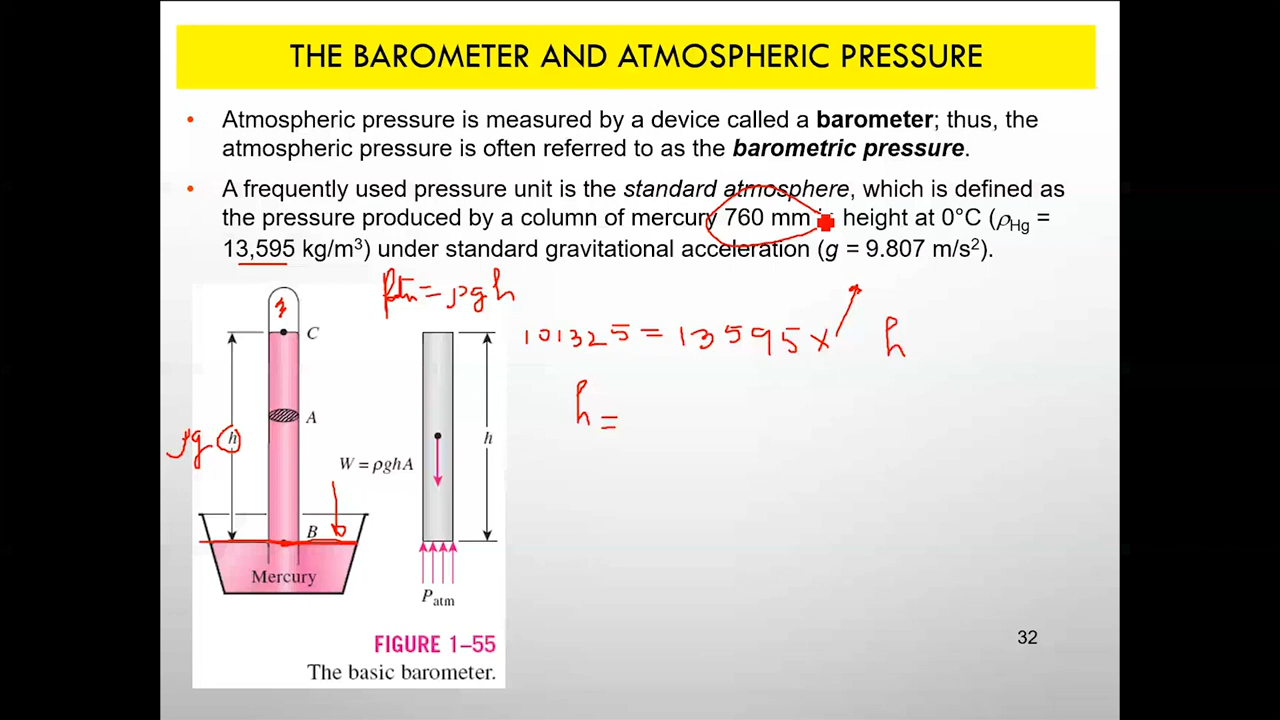 THE BAROMETER AND ATMOSPHERIC PRESSURE
• Atmospheric pressure is measured by a device called a barometer; thus, the
atmospheric pressure is often referred to as the barometric pressure.
• A frequently used pressure unit is the standard atmosphere, which is defined as
the pressure produced by a column of mercury 760 mm height at 0°C (ρHg =
13,595 kg/m³) under standard gravitational acceleration (g = 9.807 m/s²).
Patm = ρgh
101325 = 13595 × h
h =
C
A
ρg h
h
W = ρghA
B
Mercury
Patm
FIGURE 1–55
The basic barometer.
32